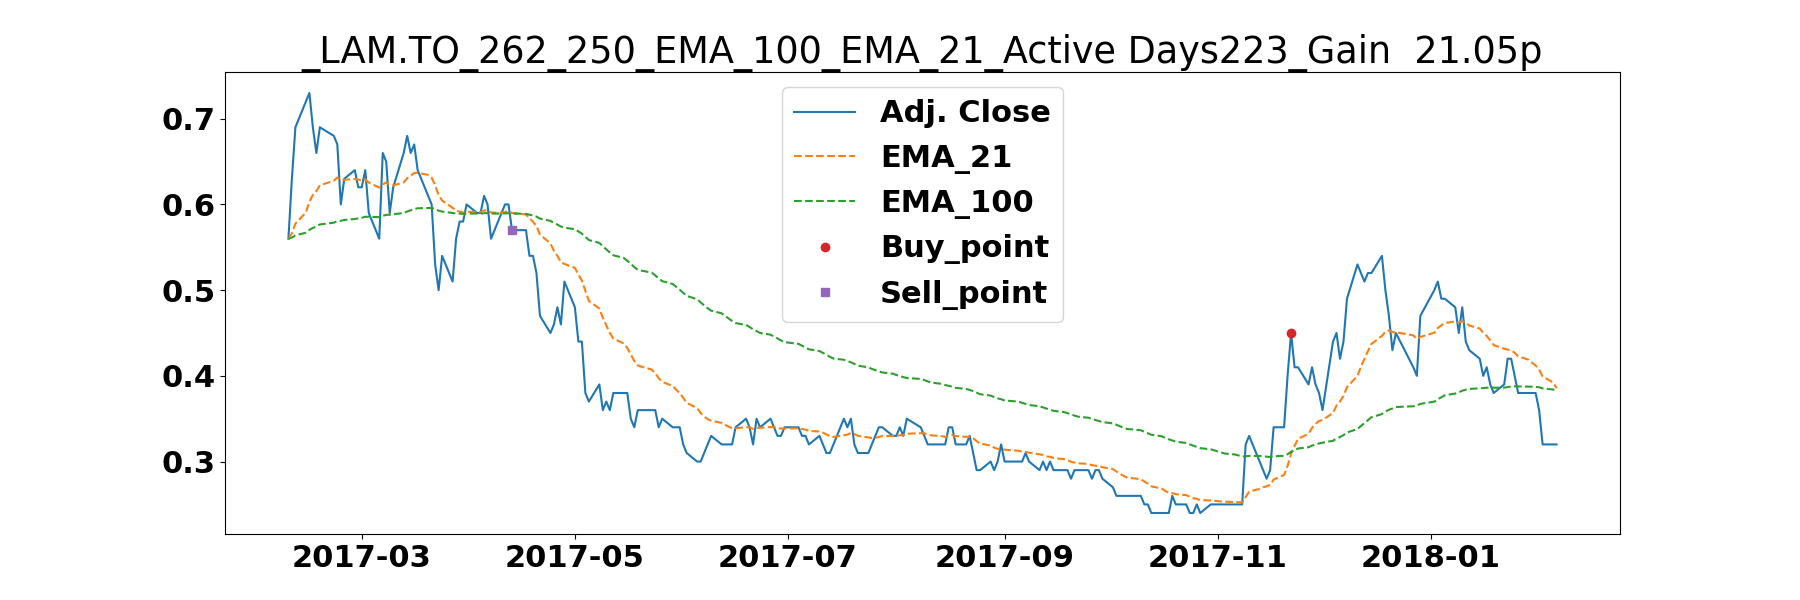 _LAM.TO_262_250_EMA_100_EMA_21_Active Days223_Gain  21.05p
0.7
0.6
0.5
0.4
0.3
Adj. Close
EMA_21
EMA_100
Buy_point
Sell_point
2017-03
2017-05
2017-07
2017-09
2017-11
2018-01